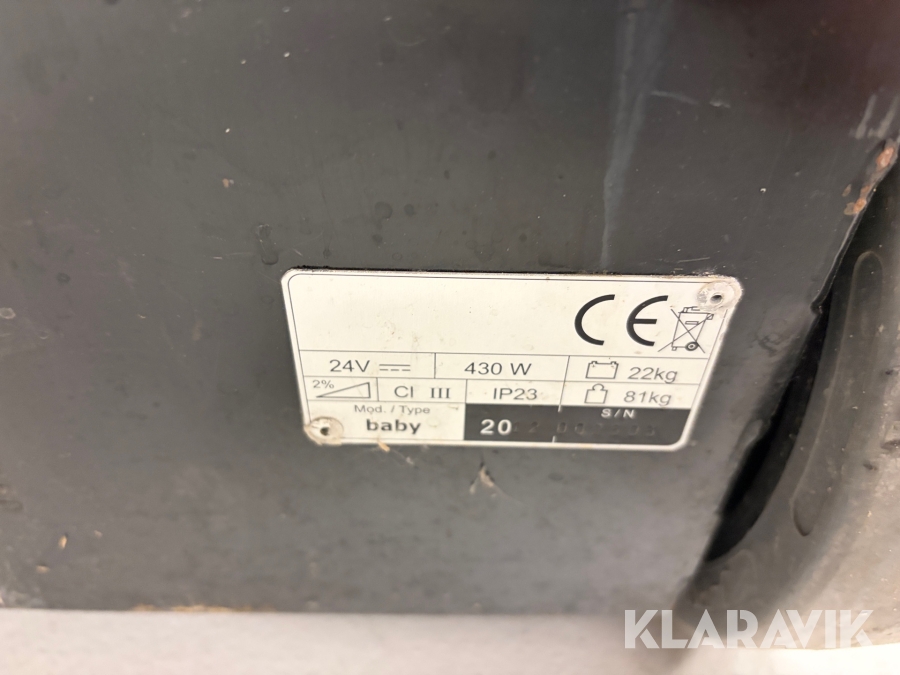 CE
24V 430 W 22kg
2% Cl III IP23 81kg
Mod. / Type S/N
baby 20
KLARAVIK